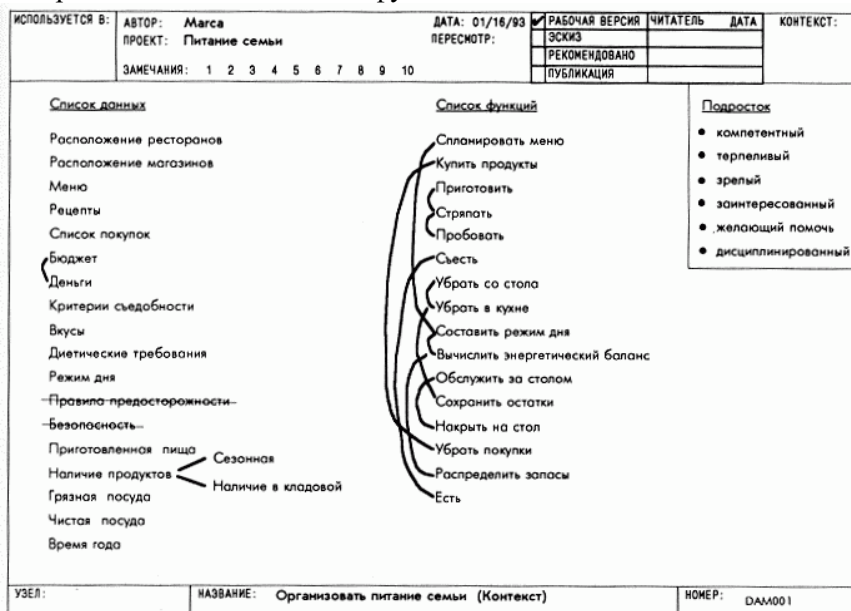 ИСПОЛЬЗУЕТСЯ В:
АВТОР: Marca
ПРОЕКТ: Питание семьи
ЗАМЕЧАНИЯ: 1 2 3 4 5 6 7 8 9 10
ДАТА: 01/16/93
ПЕРЕСМОТР:
РАБОЧАЯ ВЕРСИЯ
ЭСКИЗ
РЕКОМЕНДОВАНО
ПУБЛИКАЦИЯ
ЧИТАТЕЛЬ ДАТА
КОНТЕКСТ:
Список данных
Расположение ресторанов
Расположение магазинов
Меню
Рецепты
Список покупок
Бюджет
Деньги
Критерии съедобности
Вкусы
Диетические требования
Режим дня
Правила предосторожности
Безопасность
Приготовленная пища
Наличие продуктов
Сезонная
Наличие в кладовой
Грязная посуда
Чистая посуда
Время года
Список функций
Спланировать меню
Купить продукты
Приготовить
Стряпать
Пробовать
Съесть
Убрать со стола
Убрать в кухне
Составить режим дня
Вычислить энергетический баланс
Обслужить за столом
Сохранить остатки
Накрыть на стол
Убрать покупки
Распределить запасы
Есть
Подросток
• компетентный
• терпеливый
• зрелый
• заинтересованный
• желающий помочь
• дисциплинированный
УЗЕЛ:
НАЗВАНИЕ: Организовать питание семьи (Контекст)
НОМЕР: DAM001